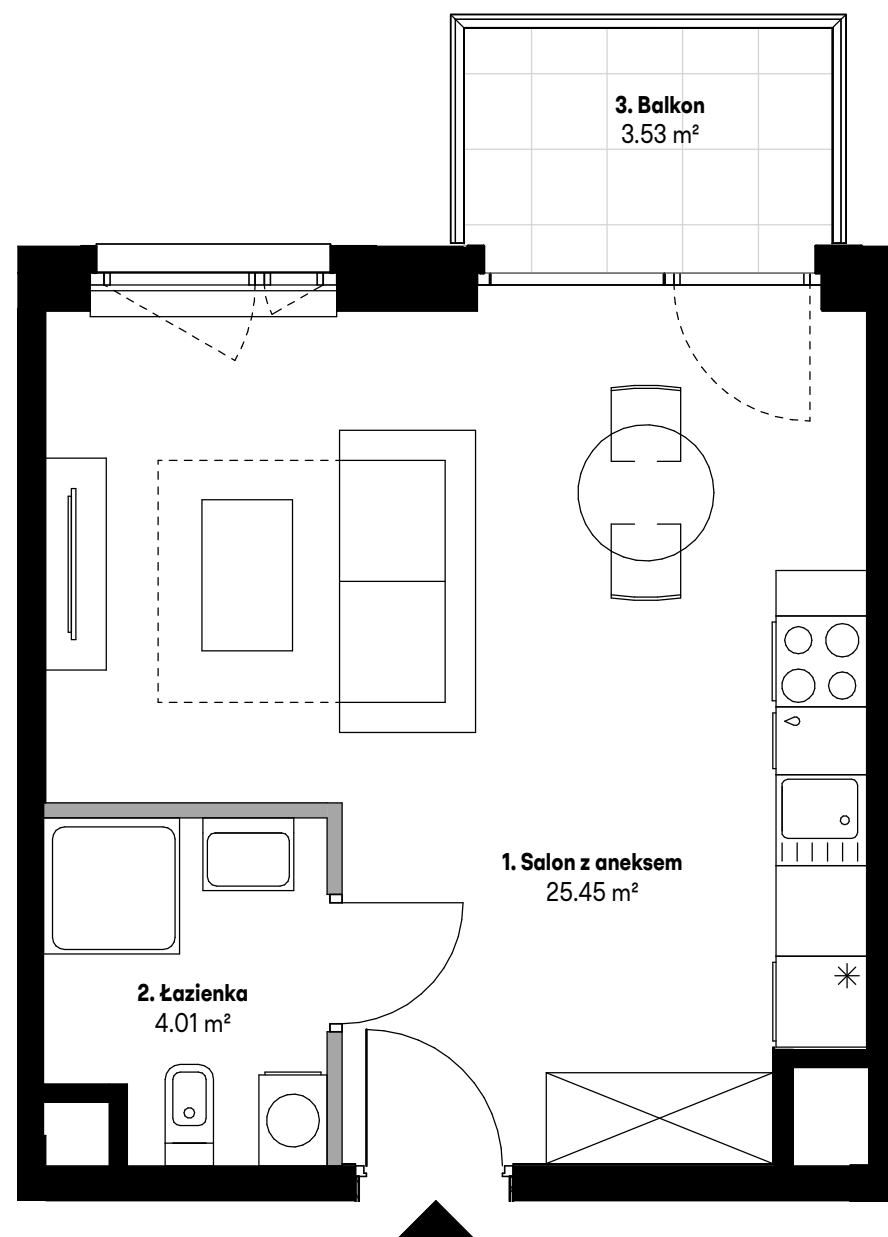 3. Balkon
3.53 m²
1. Salon z aneksem
25.45 m²
2. Łazienka
4.01 m²